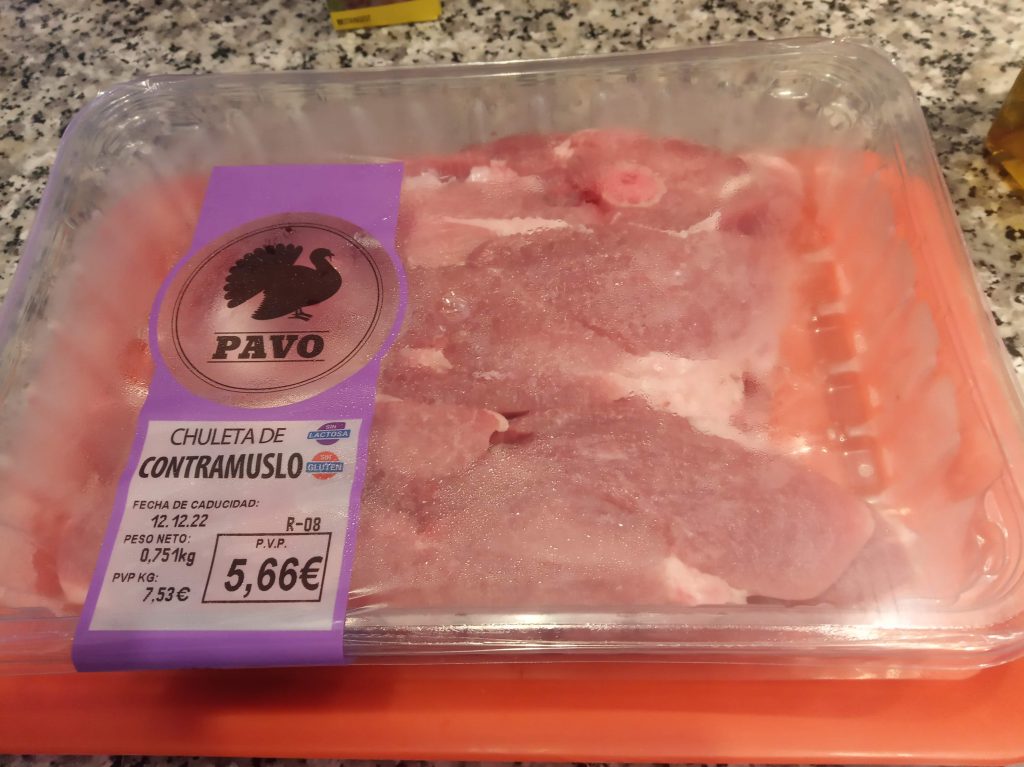 PAVO
CHULETA DE
CONTRAMUSLO
SIN
LACTOSA
SIN
GLUTEN
FECHA DE CADUCIDAD:
12.12.22
R-08
PESO NETO:
0,751kg
P.V.P.
5,66€
PVP KG:
7,53€